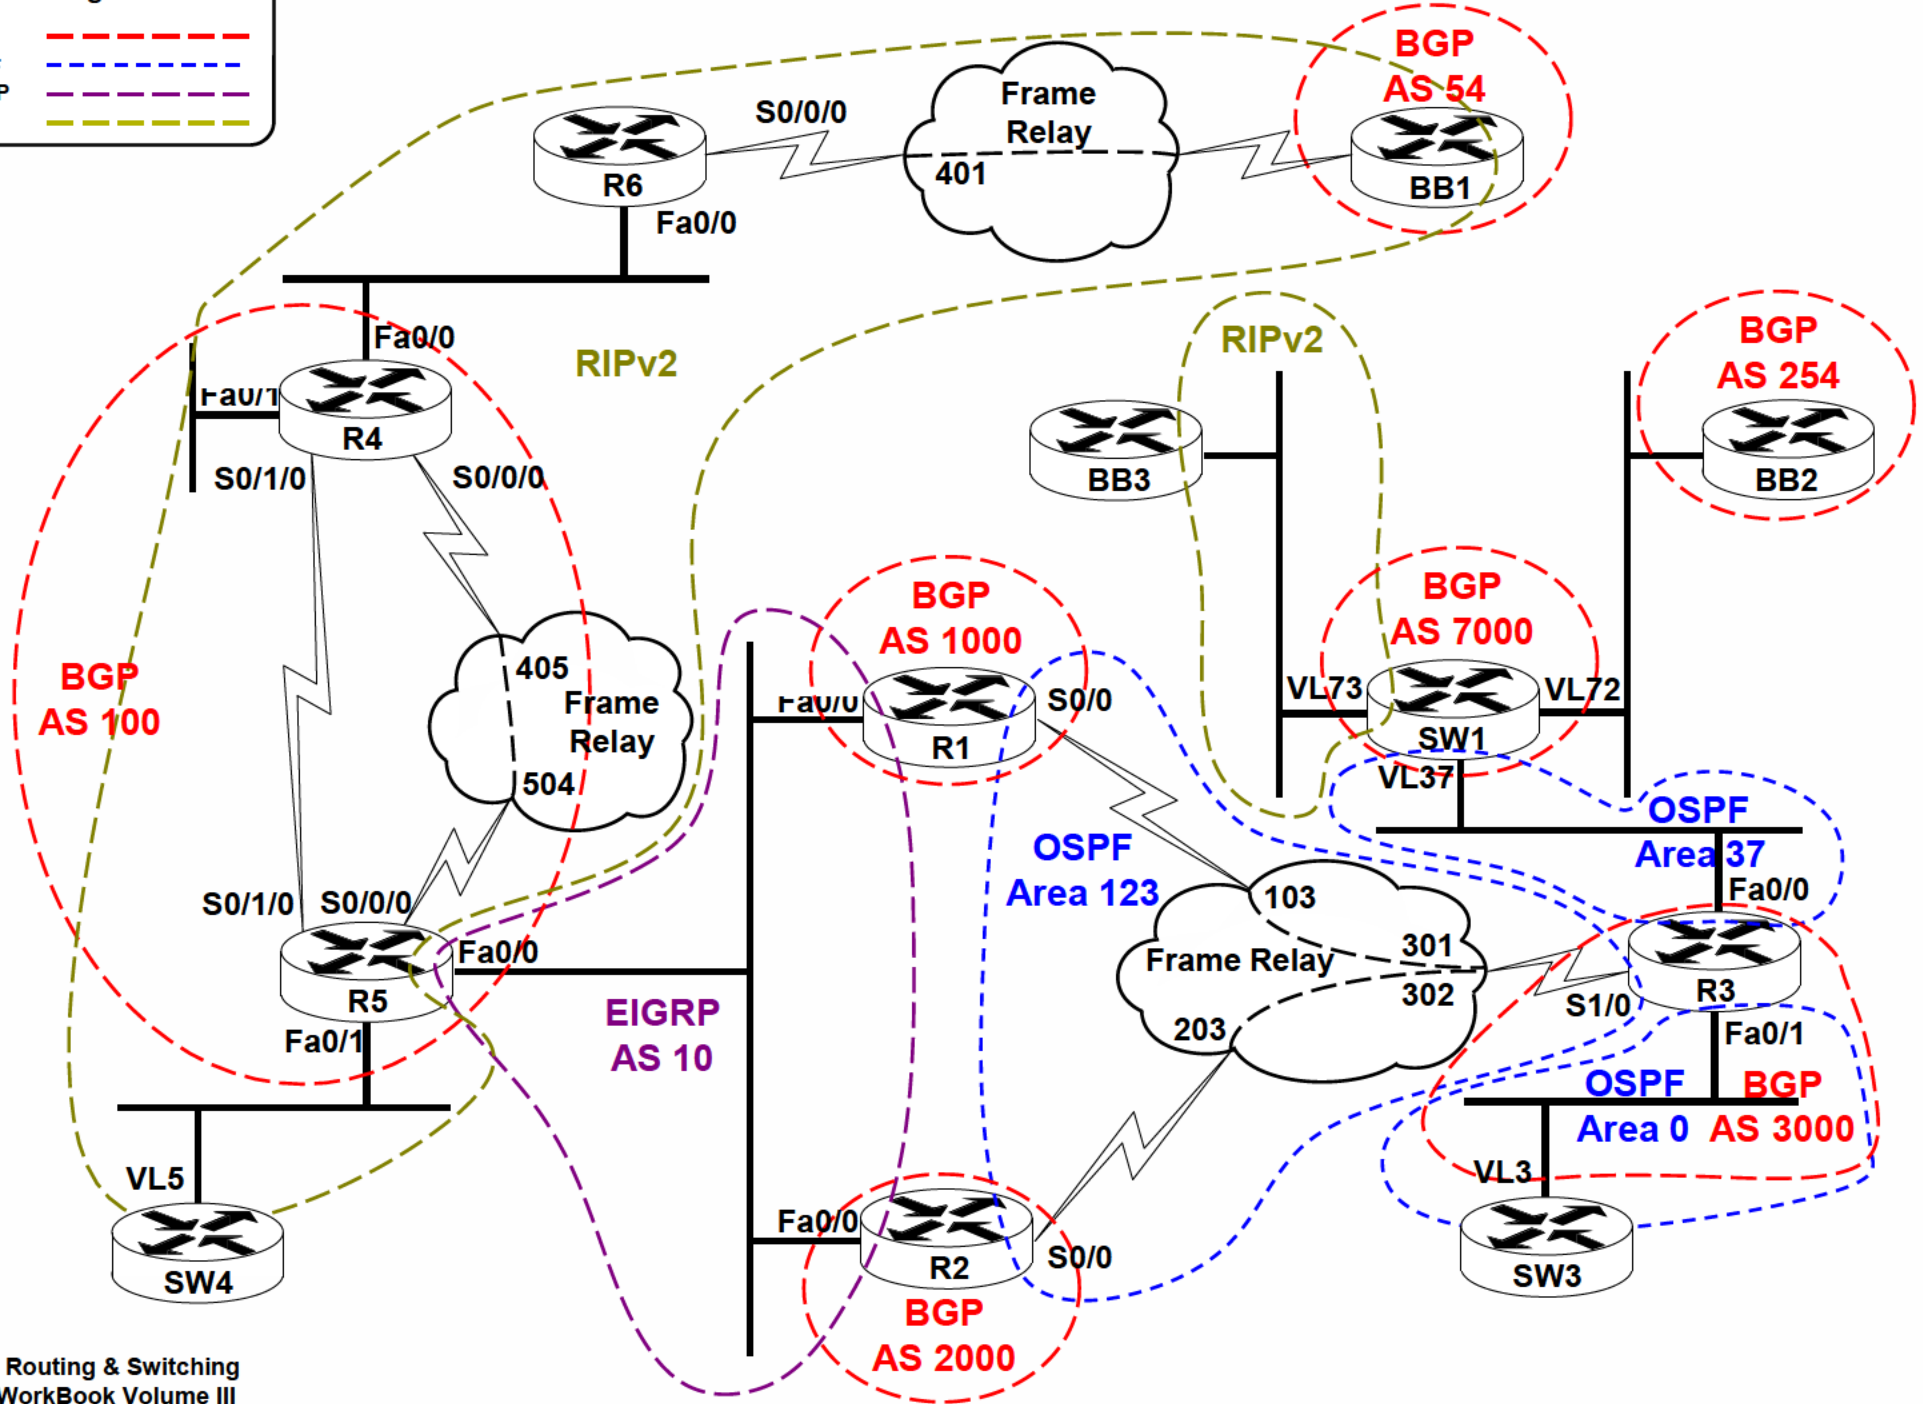 BGP
AS 54
Frame
Relay
S0/0/0
401
R6
BB1
Fa0/0
Fa0/0
RIPv2
RIPv2
BGP
AS 254
Fa0/1
R4
S0/1/0
S0/0/0
BB3
BB2
BGP
AS 1000
BGP
AS 7000
405
Frame
Relay
504
BGP
AS 100
Fa0/0
S0/0
R1
VL73
VL72
SW1
VL37
OSPF
Area 37
OSPF
Area 123
Fa0/0
S0/1/0
S0/0/0
103
301
Frame Relay
302
203
Fa0/0
R5
Fa0/1
EIGRP
AS 10
R3
S1/0
Fa0/1
OSPF
Area 0
BGP
AS 3000
VL5
VL3
SW4
Fa0/0
R2
S0/0
SW3
BGP
AS 2000
Routing & Switching
WorkBook Volume III